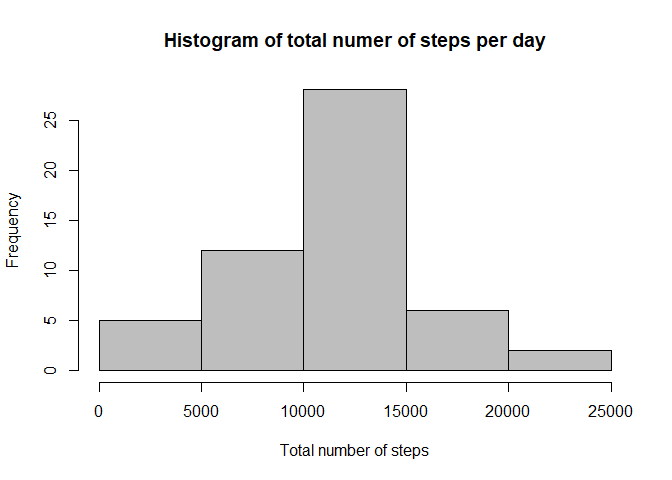 Histogram of total numer of steps per day
Frequency
25
20
15
10
5
0
0 5000 10000 15000 20000 25000
Total number of steps